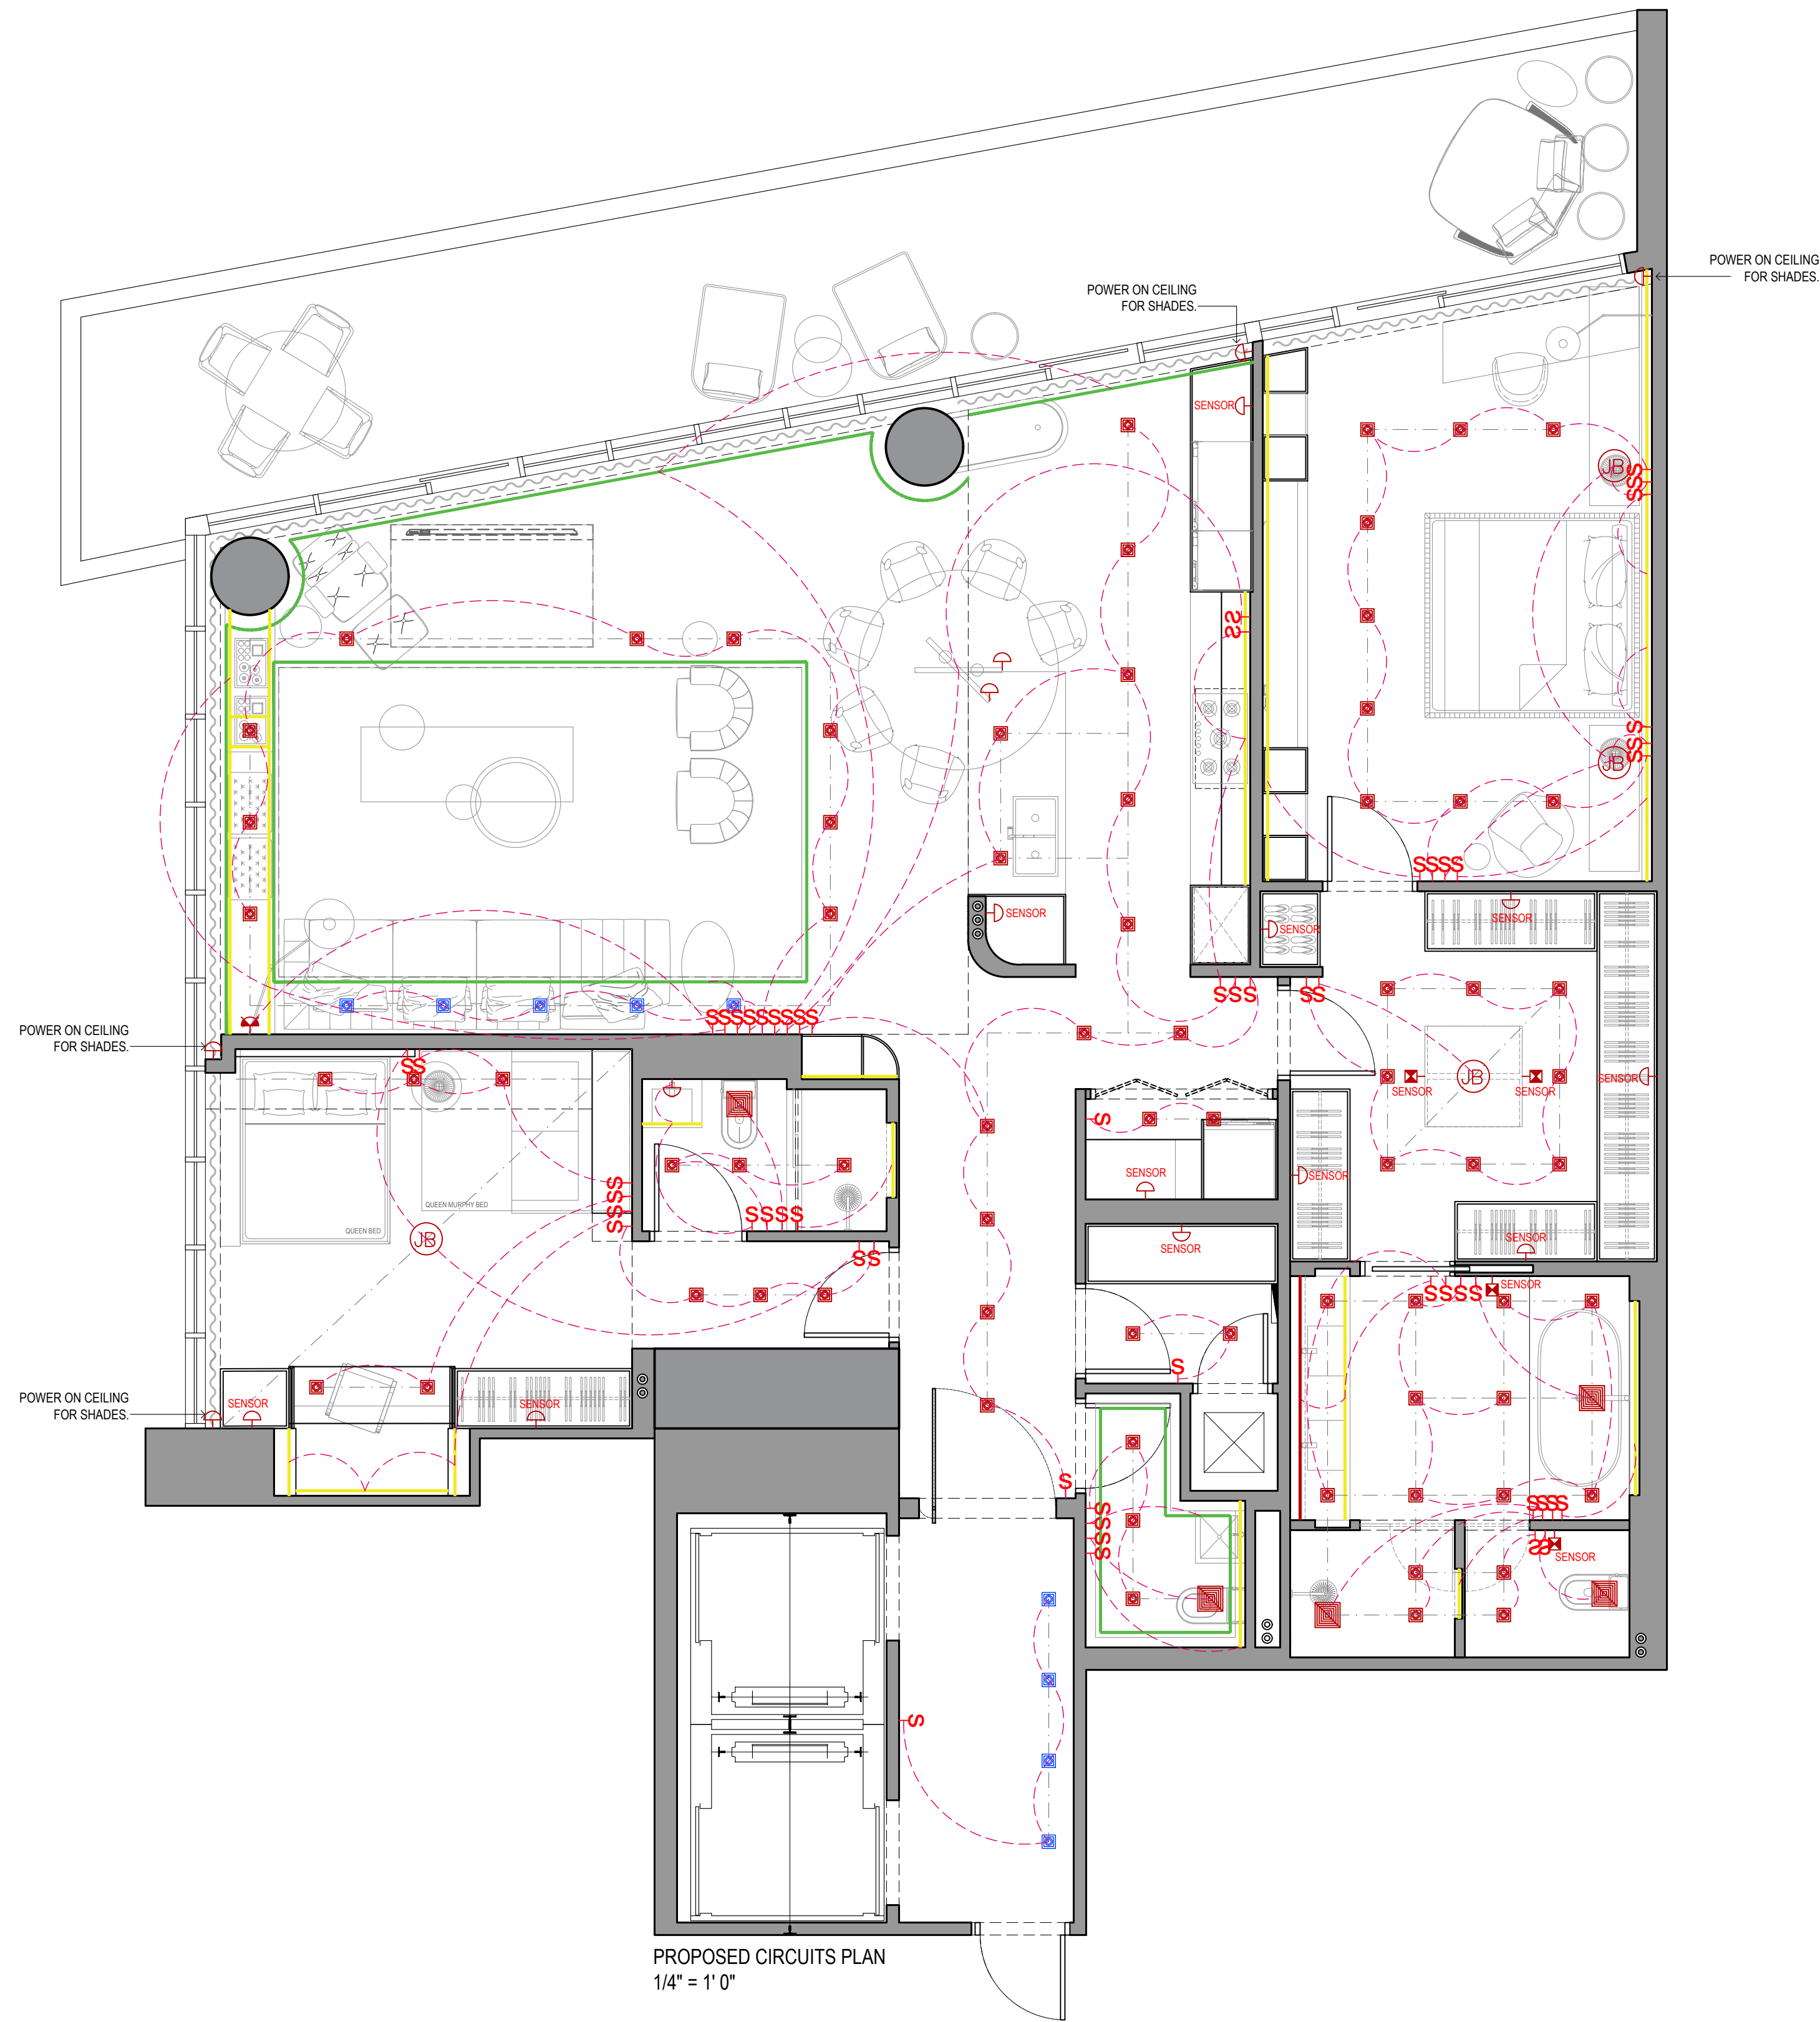 POWER ON CEILING
FOR SHADES.
POWER ON CEILING
FOR SHADES.
SENSOR
JB
SSS
SS
SSS
JB
SSSS
SENSOR
SENSOR
SENSOR
SSS
SS
SSSSSSSSS
POWER ON CEILING
FOR SHADES.
SS
SENSOR
JB
SENSOR
SENSOR
S
SENSOR
SENSOR
QUEEN MURPHY BED
QUEEN BED
SSSS
SSSS
JB
SS
SENSOR
SENSOR
SENSOR
SSSS
S
POWER ON CEILING
FOR SHADES.
SENSOR
SENSOR
S
SSSS
SSSS
SS
SENSOR
S
PROPOSED CIRCUITS PLAN
1/4" = 1' 0"